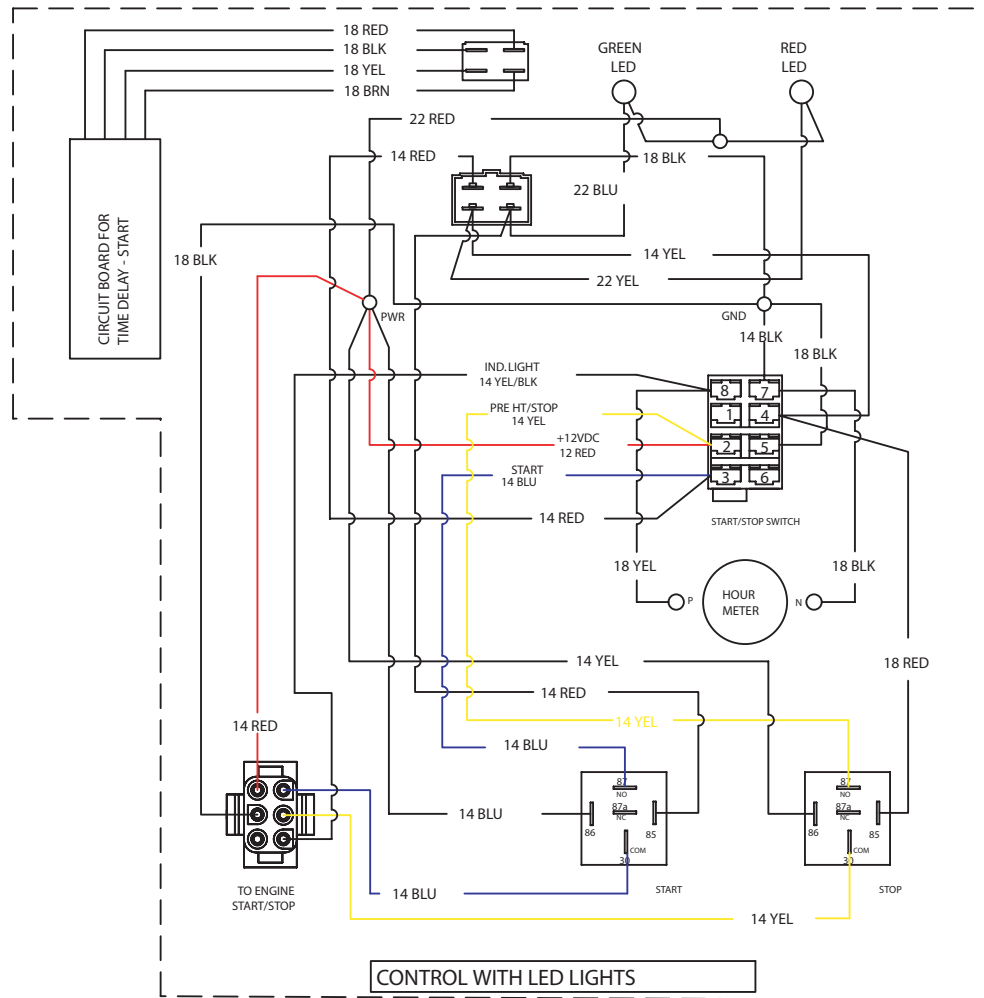 18 RED
18 BLK
18 YEL
18 BRN
GREEN
LED
RED
LED
22 RED
14 RED
18 BLK
22 BLU
CIRCUIT BOARD FOR
TIME DELAY - START
18 BLK
14 YEL
22 YEL
PWR
GND
14 BLK
18 BLK
IND. LIGHT
14 YEL/BLK
8
7
PRE HT/STOP
14 YEL
1
4
+12VDC
12 RED
2
5
START
14 BLU
3
6
14 RED
START/STOP SWITCH
18 YEL
18 BLK
P
HOUR
METER
N
14 YEL
18 RED
14 RED
14 RED
14 YEL
14 BLU
87
NO
87a
NC
86
85
COM
30
87
NO
87a
NC
86
85
COM
30
14 BLU
TO ENGINE
START/STOP
14 BLU
START
STOP
14 YEL
CONTROL WITH LED LIGHTS